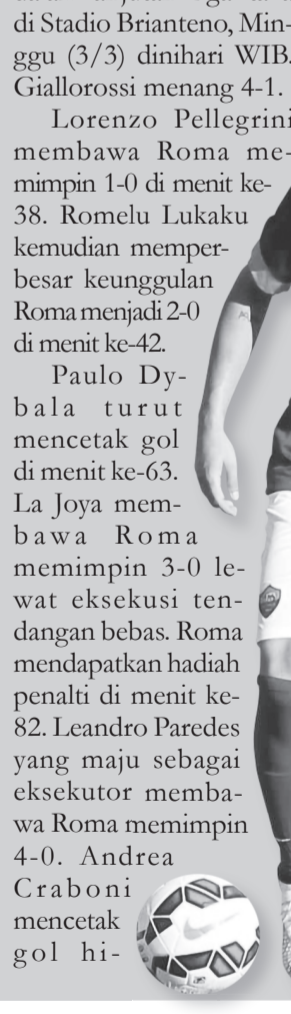 di Stadio Brianteno, Min-
ggu (3/3) dinihari WIB.
Giallorossi menang 4-1.
Lorenzo Pellegrini
membawa Roma me-
mimpin 1-0 di menit ke-
38. Romelu Lukaku
kemudian memper-
besar keunggulan
Roma menjadi 2-0
di menit ke-42.
Paulo Dy-
bala turut
mencetak gol
di menit ke-63.
La Joya mem-
bawa Roma
memimpin 3-0 le-
wat eksekusi ten-
dangan bebas. Roma
mendapatkan hadiah
penalti di menit ke-
82. Leandro Paredes
yang maju sebagai
eksekutor memba-
wa Roma memimpin
4-0. Andrea
Craboni
mencetak
gol hi-